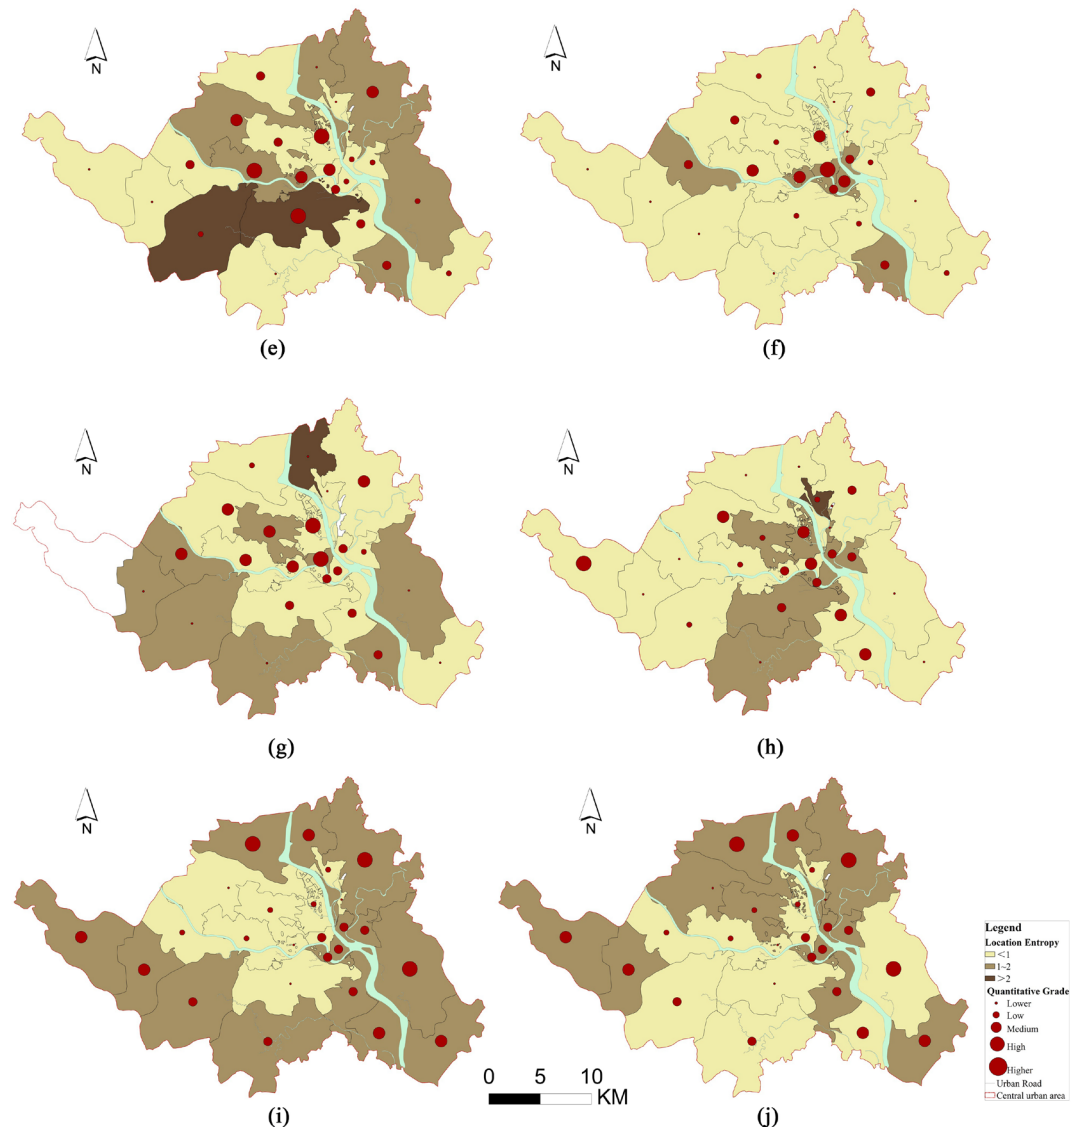 N
N
(e)
(f)
N
N
(g)
(h)
N
N
Legend
Location Entropy
＜1
1~2
＞2
Quantitative Grade
Lower
Low
Medium
High
Higher
Urban Road
Central urban area
0 5 10
KM
(i)
(j)